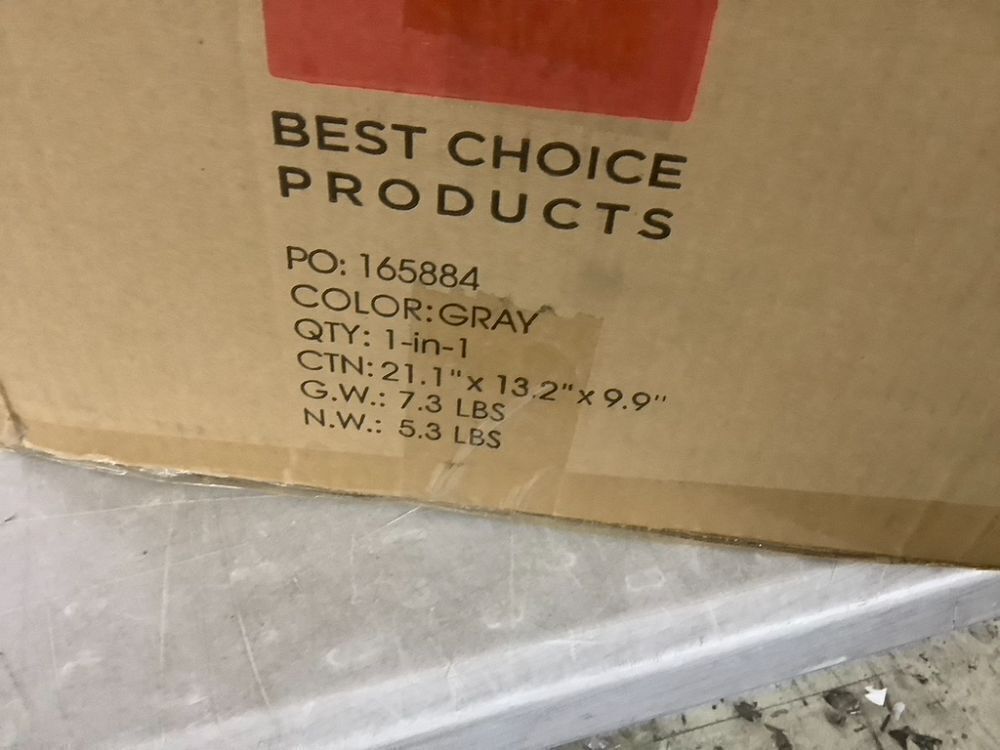 BEST CHOICE
PRODUCTS
PO: 165884
COLOR: GRAY
QTY: 1-in-1
CTN: 21.1" x 13.2" x 9.9"
G.W.: 7.3 LBS
N.W.: 5.3 LBS